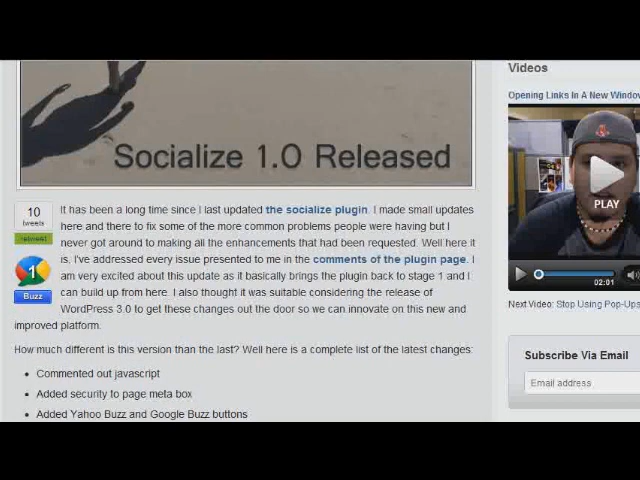 Socialize 1.0 Released
10
tweets
retweet
1
Buzz
It has been a long time since I last updated the socialize plugin. I made small updates
here and there to fix some of the more common problems people were having but I
never got around to making all the enhancements that had been requested. Well here it
is, I've addressed every issue presented to me in the comments of the plugin page. I
am very excited about this update as it basically brings the plugin back to stage 1 and I
can build up from here. I also thought it was suitable considering the release of
WordPress 3.0 to get these changes out the door so we can innovate on this new and
improved platform.
How much different is this version than the last? Well here is a complete list of the latest changes:
• Commented out javascript
• Added security to page meta box
• Added Yahoo Buzz and Google Buzz buttons
Videos
Opening Links In A New Window
PLAY
02:01
Next Video: Stop Using Pop-Ups
Subscribe Via Email
Email address